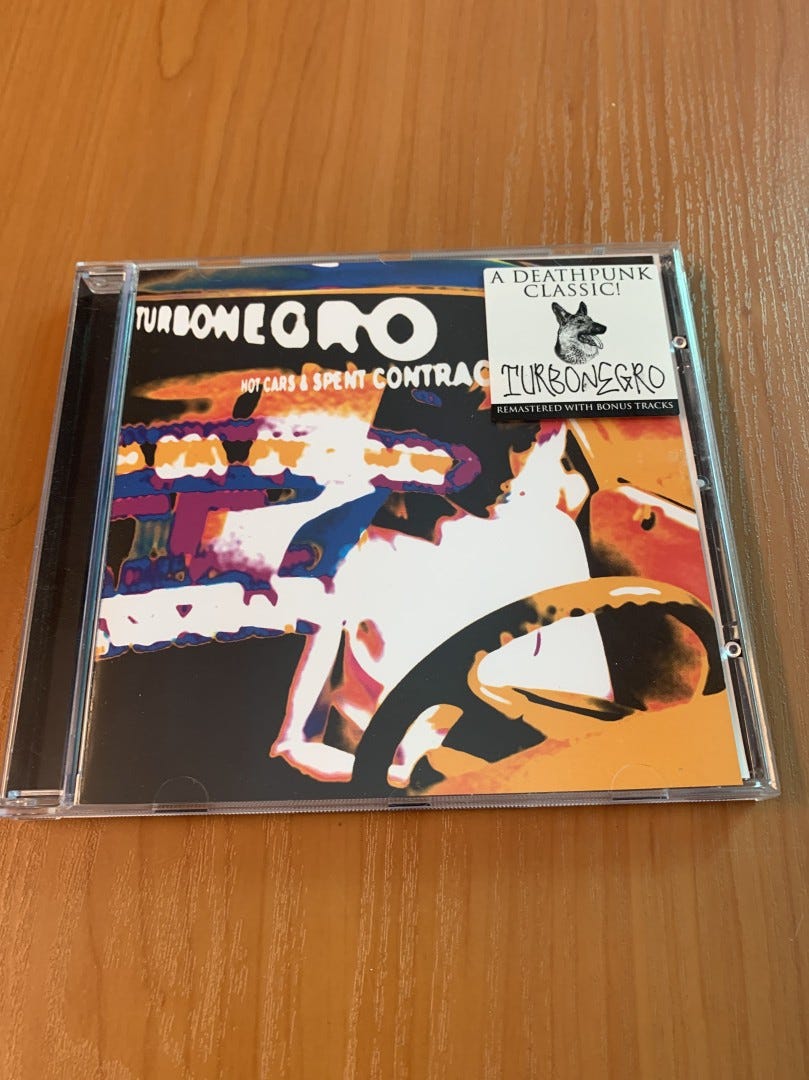 TURBONEGRO
HOT CARS & SPENT CONTRAC
A DEATHPUNK
CLASSIC!
TURBONEGRO
REMASTERED WITH BONUS TRACKS